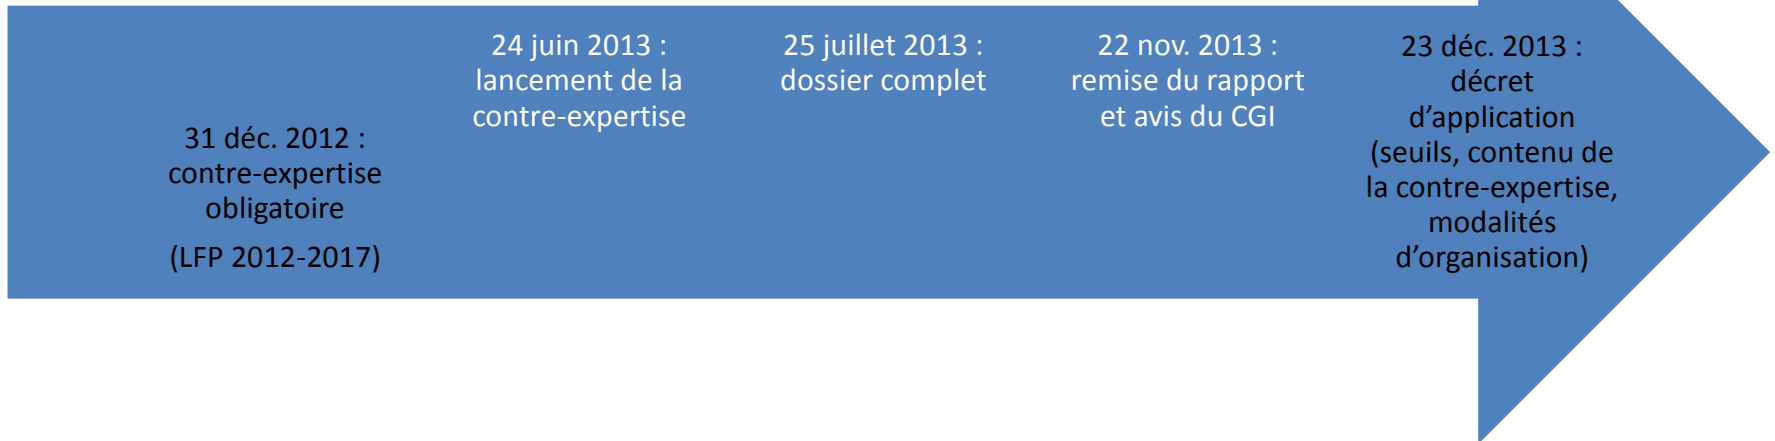 31 déc. 2012 :
contre-expertise
obligatoire
(LFP 2012-2017)
24 juin 2013 :
lancement de la
contre-expertise
25 juillet 2013 :
dossier complet
22 nov. 2013 :
remise du rapport
et avis du CGI
23 déc. 2013 :
décret
d’application
(seuils, contenu de
la contre-expertise,
modalités
d’organisation)